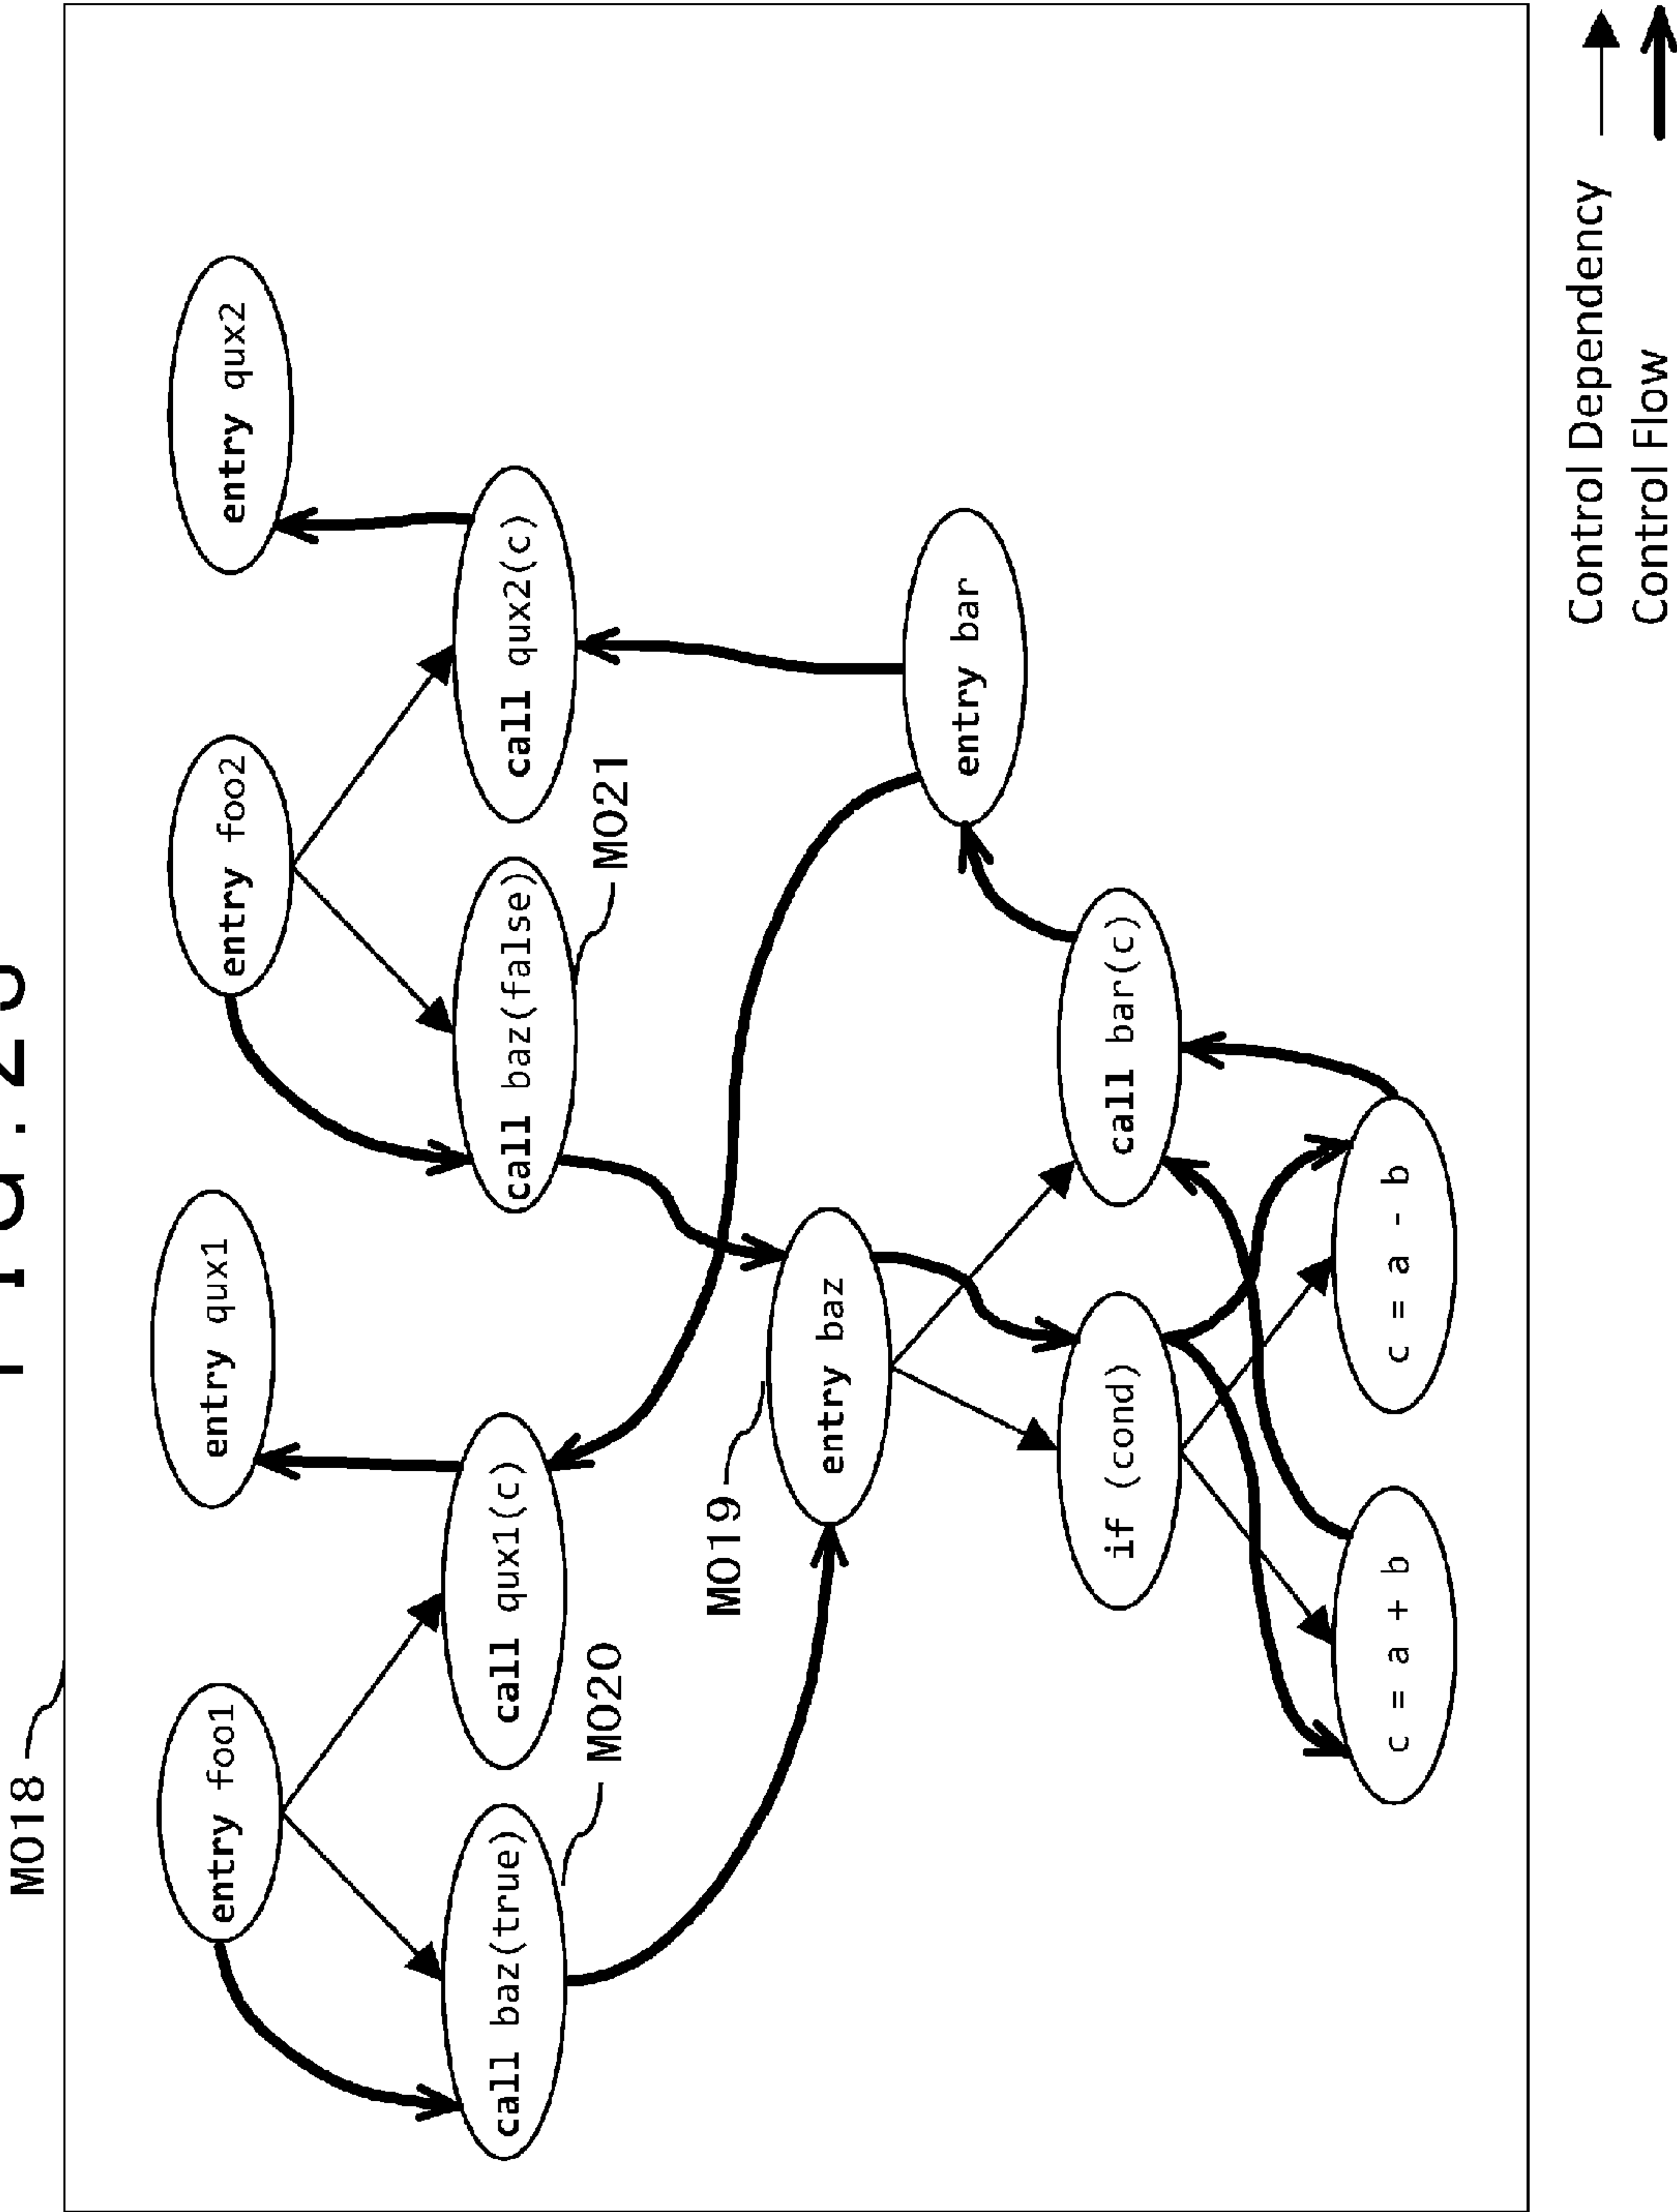 M018
entry foo1
entry qux1
entry foo2
entry qux2
call baz(true)
call qux1(c)
call baz(false)
call qux2(c)
M020
M021
M019
entry baz
entry bar
if (cond)
call bar(c)
c = a + b
c = a - b
Control Dependency
Control Flow